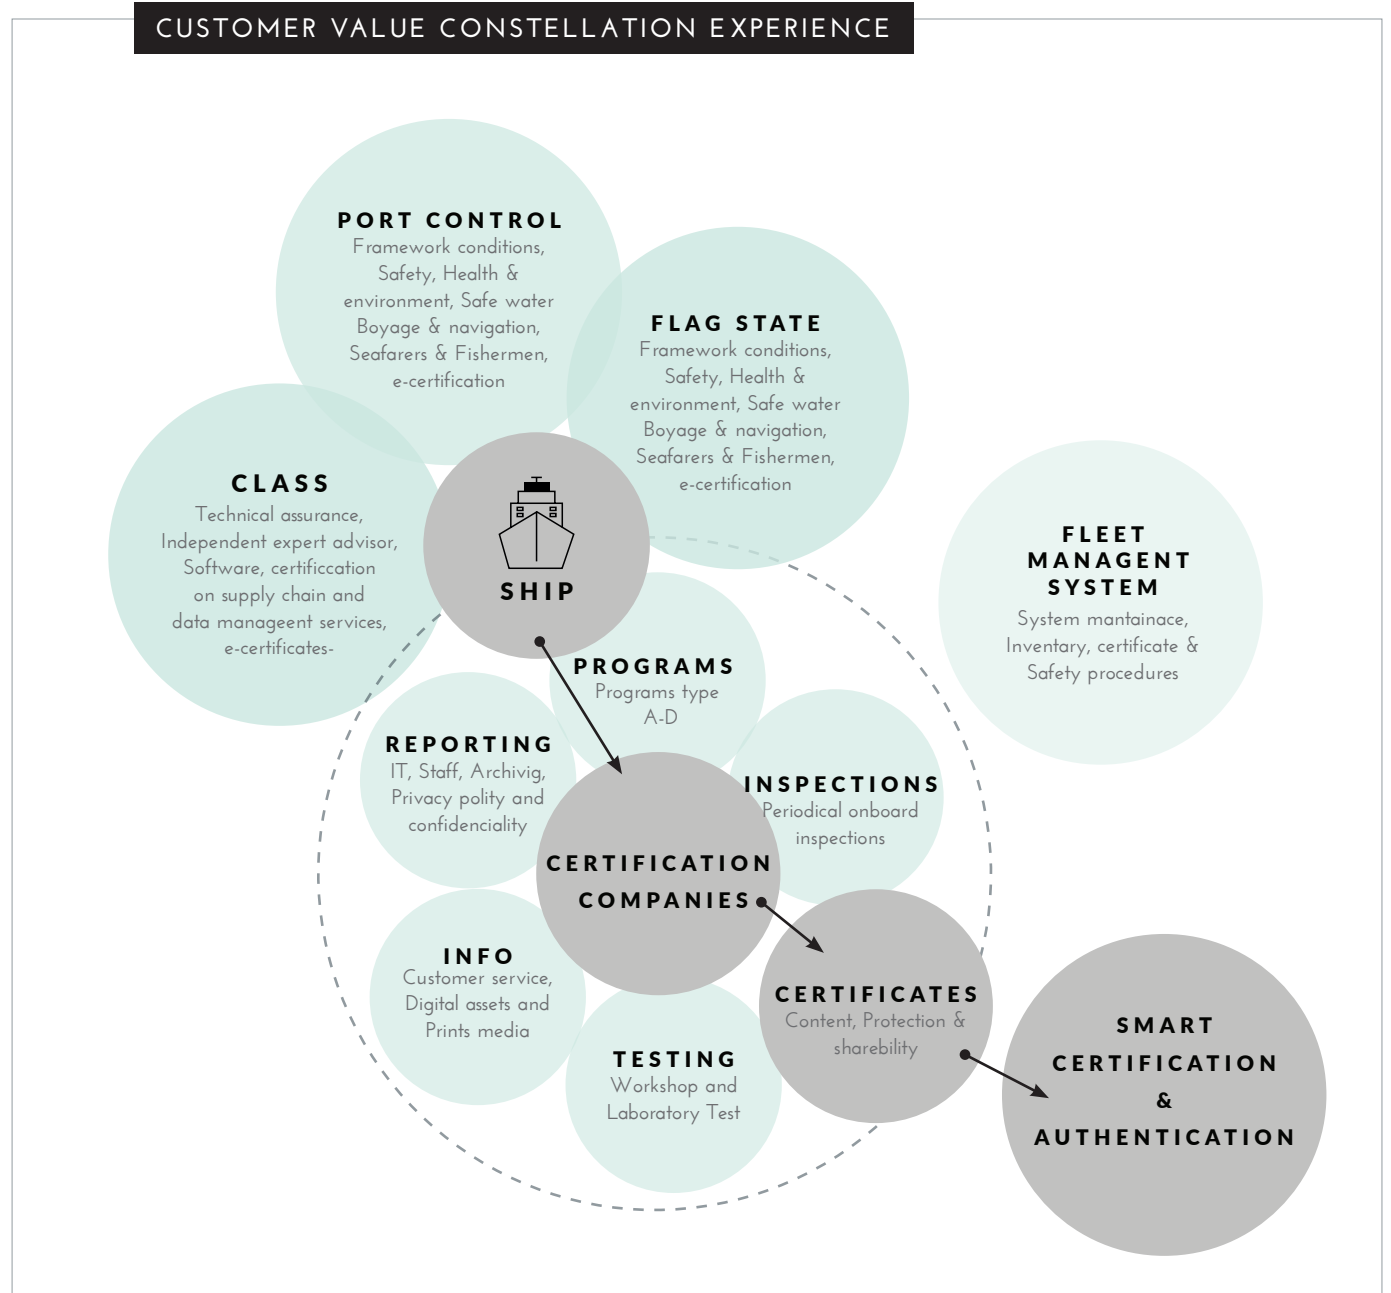 CUSTOMER VALUE CONSTELLATION EXPERIENCE
PORT CONTROL
Framework conditions,
Safety, Health &
environment, Safe water
Boyage & navigation,
Seafarers & Fishermen,
e-certification
FLAG STATE
Framework conditions,
Safety, Health &
environment, Safe water
Boyage & navigation,
Seafarers & Fishermen,
e-certification
CLASS
Technical assurance,
Independent expert advisor,
Software, certificcation
on supply chain and
data manageent services,
e-certificates-
SHIP
FLEET
MANAGENT
SYSTEM
System mantainace,
Inventary, certificate &
Safety procedures
PROGRAMS
Programs type
A-D
REPORTING
IT, Staff, Archivig,
Privacy polity and
confidenciality
INSPECTIONS
Periodical onboard
inspections
CERTIFICATION
COMPANIES
INFO
Customer service,
Digital assets and
Prints media
TESTING
Workshop and
Laboratory Test
CERTIFICATES
Content, Protection &
sharebility
SMART
CERTIFICATION
&
AUTHENTICATION